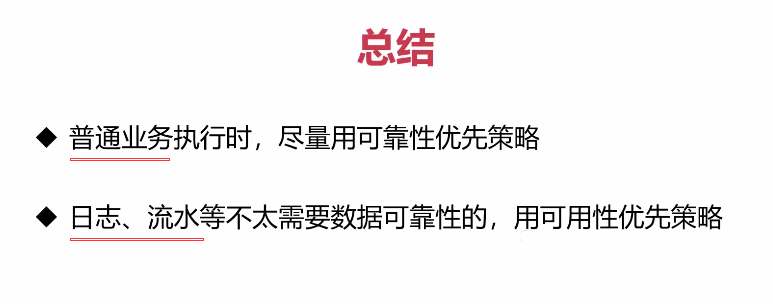 总结
◆ 普通业务执行时，尽量用可靠性优先策略
◆ 日志、流水等不太需要数据可靠性的，用可用性优先策略